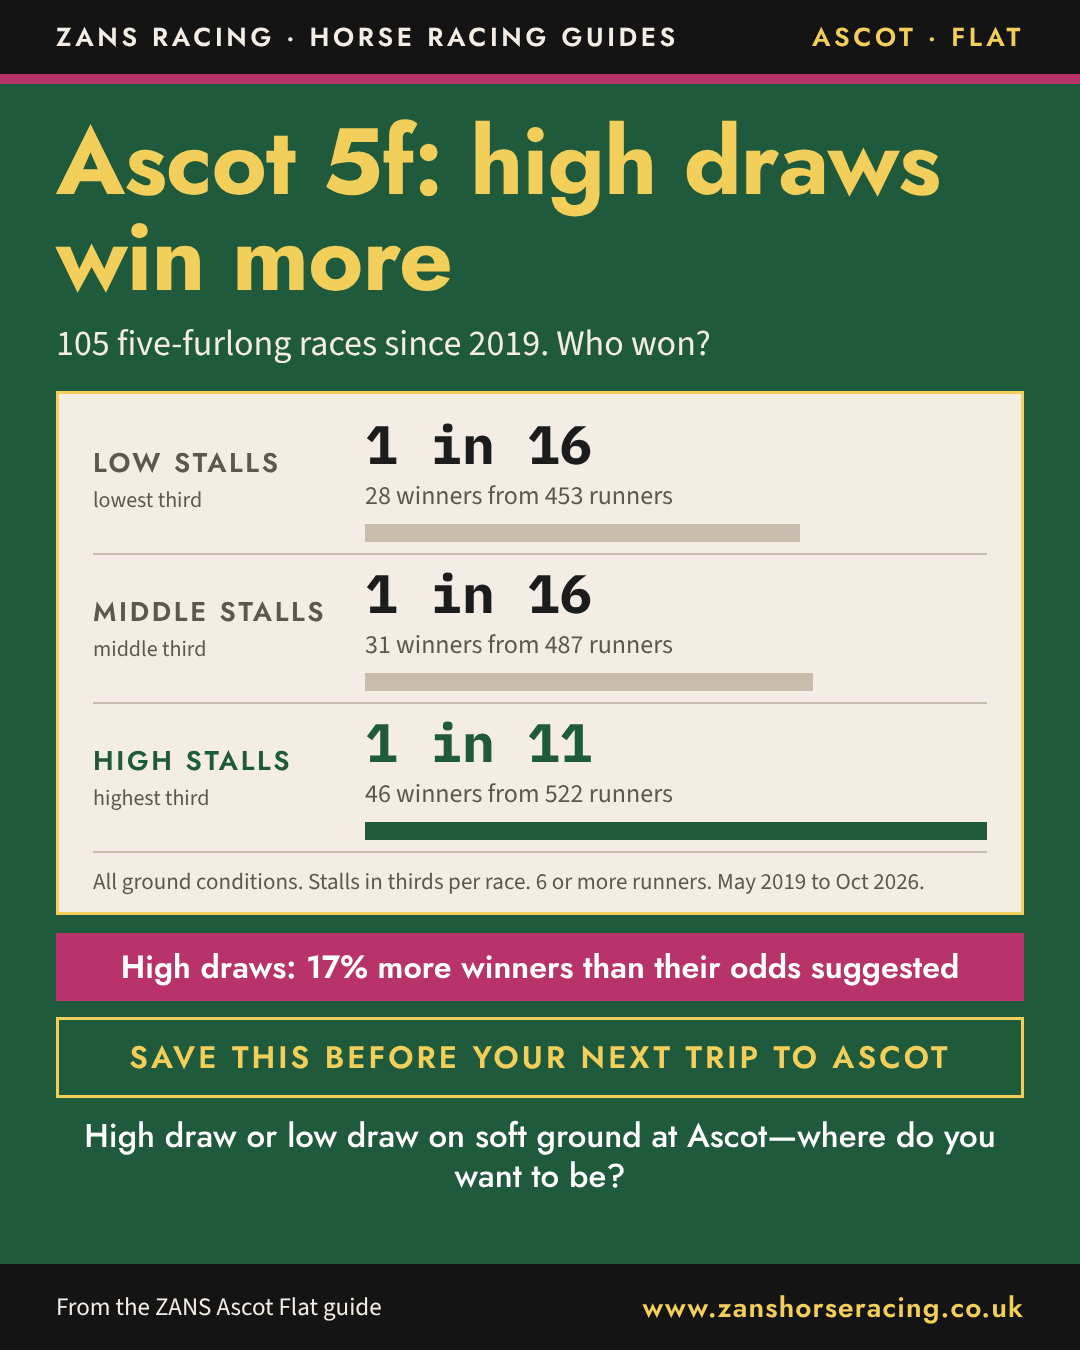 ZANS RACING · HORSE RACING GUIDES
ASCOT · FLAT
Ascot 5f: high draws
win more
105 five-furlong races since 2019. Who won?
LOW STALLS
lowest third
1 in 16
28 winners from 453 runners
MIDDLE STALLS
middle third
1 in 16
31 winners from 487 runners
HIGH STALLS
highest third
1 in 11
46 winners from 522 runners
All ground conditions. Stalls in thirds per race. 6 or more runners. May 2019 to Oct 2026.
High draws: 17% more winners than their odds suggested
SAVE THIS BEFORE YOUR NEXT TRIP TO ASCOT
High draw or low draw on soft ground at Ascot—where do you
want to be?
From the ZANS Ascot Flat guide
www.zanshorseracing.co.uk